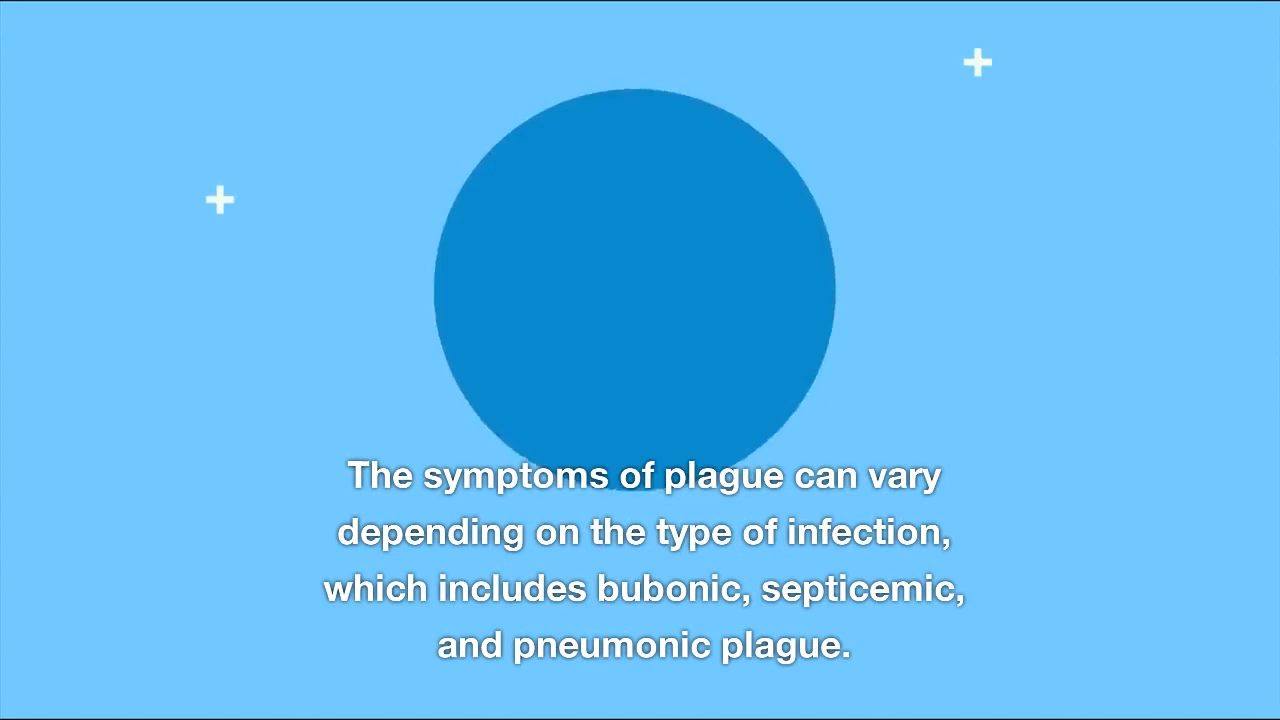 The symptoms of plague can vary
depending on the type of infection,
which includes bubonic, septicemic,
and pneumonic plague.